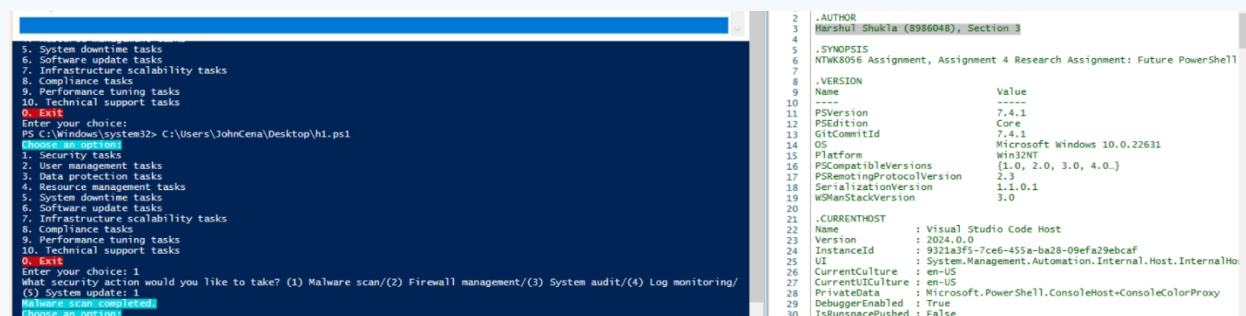 5. System downtime tasks
6. Software update tasks
7. Infrastructure scalability tasks
8. Compliance tasks
9. Performance tuning tasks
10. Technical support tasks
0. Exit
Enter your choice:
PS C:\Windows\system32> C:\Users\JohnCena\Desktop\h1.ps1
Choose an option:
1. Security tasks
2. User management tasks
3. Data protection tasks
4. Resource management tasks
5. System downtime tasks
6. Software update tasks
7. Infrastructure scalability tasks
8. Compliance tasks
9. Performance tuning tasks
10. Technical support tasks
0. Exit
Enter your choice: 1
What security action would you like to take? (1) Malware scan/(2) Firewall management/(3) System audit/(4) Log monitoring/
(5) System update: 1
Malware scan completed.
Choose an option:
2 .AUTHOR
3 Harshul Shukla (8986048), Section 3
4
5 .SYNOPSIS
6 NTWK8056 Assignment, Assignment 4 Research Assignment: Future PowerShell
7
8 .VERSION
9 Name Value
10 ---- -----
11 PSVersion 7.4.1
12 PSEdition Core
13 GitCommitId 7.4.1
14 OS Microsoft Windows 10.0.22631
15 Platform Win32NT
16 PSCompatibleVersions {1.0, 2.0, 3.0, 4.0…}
17 PSRemotingProtocolVersion 2.3
18 SerializationVersion 1.1.0.1
19 WSManStackVersion 3.0
20
21 .CURRENTHOST
22 Name : Visual Studio Code Host
23 Version : 2024.0.0
24 InstanceId : 9321a3f5-7ce6-455a-ba28-09efa29ebcaf
25 UI : System.Management.Automation.Internal.Host.InternalHo
26 CurrentCulture : en-US
27 CurrentUICulture : en-US
28 PrivateData : Microsoft.PowerShell.ConsoleHost+ConsoleColorProxy
29 DebuggerEnabled : True
30 IsRunspacePushed : False